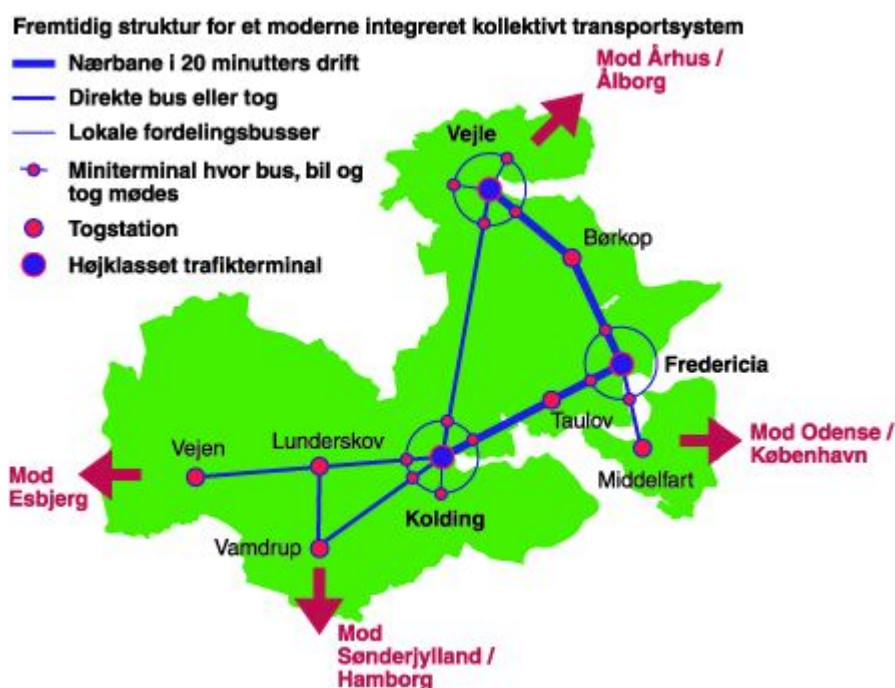 Fremtidig struktur for et moderne integreret kollektivt transportsystem
Nærbane i 20 minutters drift
Direkte bus eller tog
Lokale fordelingsbusser
Miniterminal hvor bus, bil og
tog mødes
Togstation
Højklasset trafikterminal
Mod Århus /
Ålborg
Vejle
Børkop
Fredericia
Taulov
Mod Odense /
København
Middelfart
Lunderskov
Vejen
Mod
Esbjerg
Kolding
Vamdrup
Mod
Sønderjylland /
Hamborg